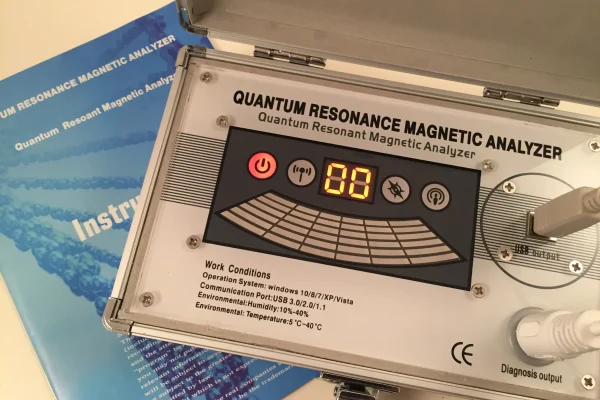 UM RESONANCE MAGNETIC ANALYZER
Quantum Resoant Magnetic Analyz
Instru
QUANTUM RESONANCE MAGNETIC ANALYZER
Quantum Resonant Magnetic Analyzer
00
USB output
Work Conditions
Operation System: windows 10/8/7/XP/Vista
Communication Port:USB 3.0/2.0/1.1
Environmental:Humidity:10%-40%
Environmental: Temperature:5°C-40°C
CE
Diagnosis output